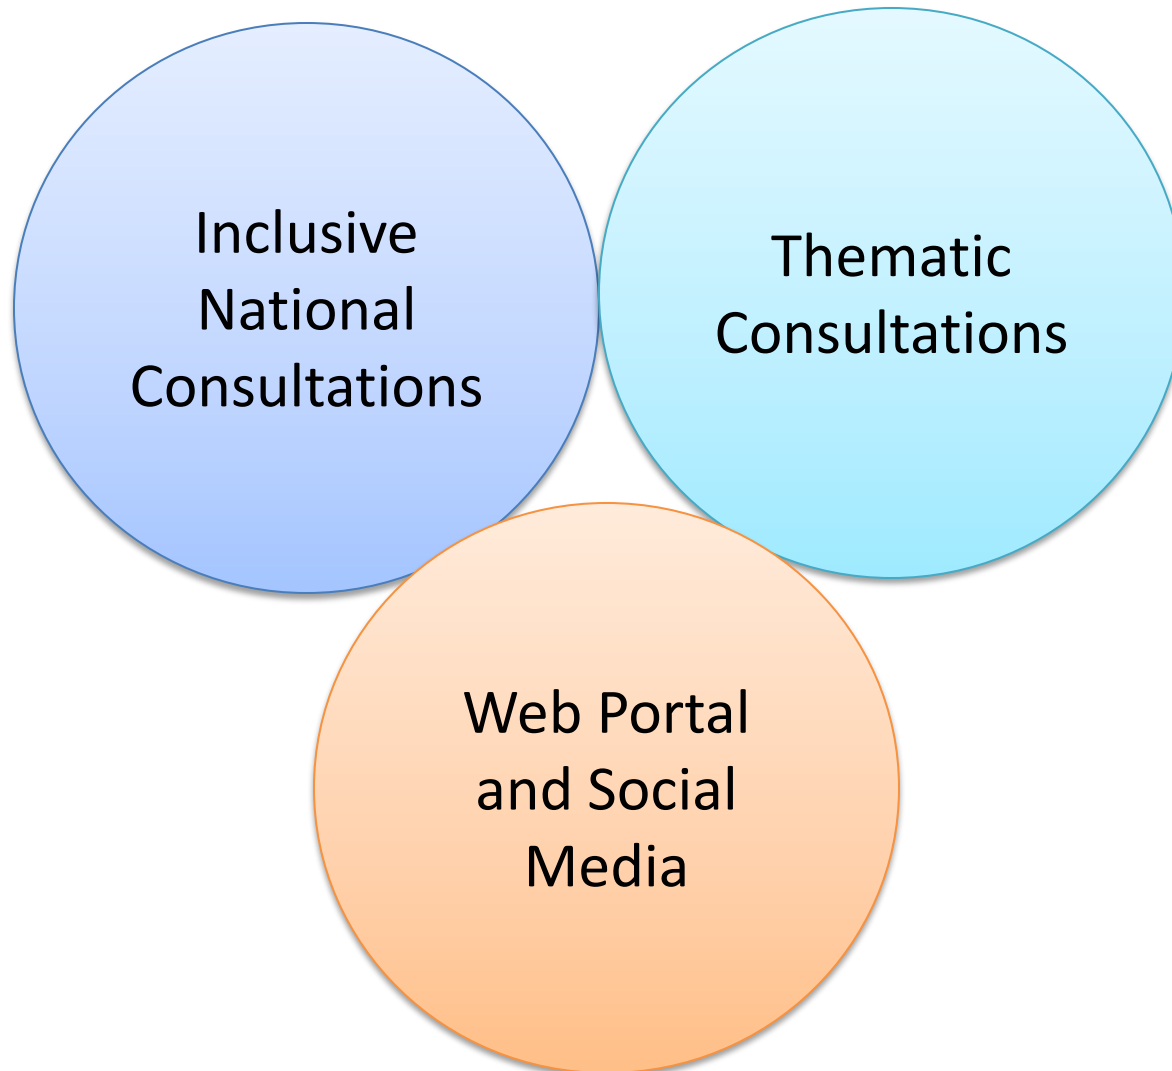 Inclusive
National
Consultations
Thematic
Consultations
Web Portal
and Social
Media